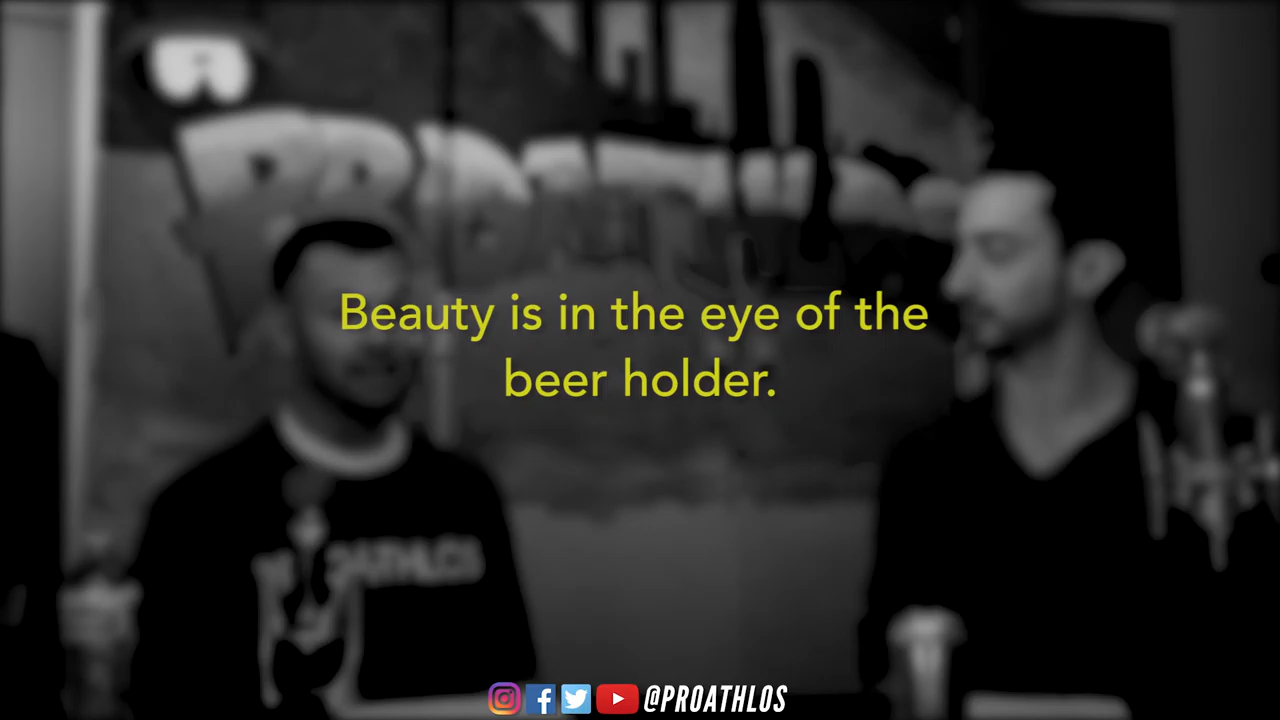 Beauty is in the eye of the
beer holder.
@PROATHLOS